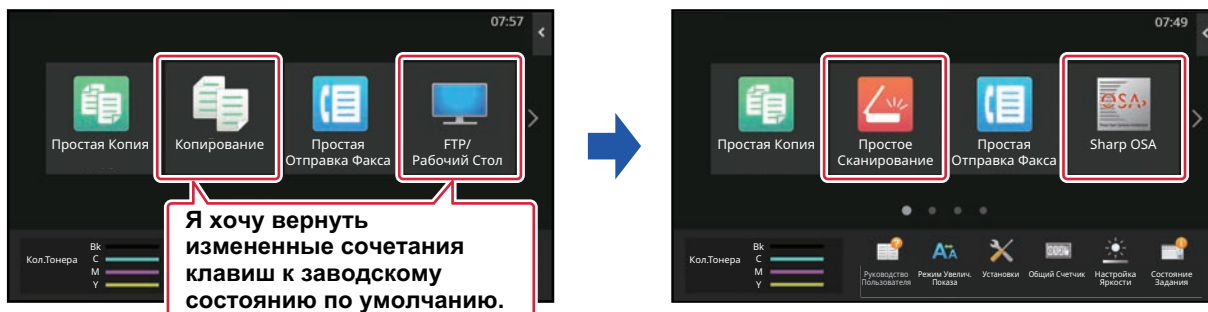 07:57
Простая Копия
Копирование
Простая
Отправка Факса
FTP/
Рабочий Стол
Я хочу вернуть
измененные сочетания
клавиш к заводскому
состоянию по умолчанию.
Кол.Тонера
Bk
C
M
Y
07:49
Простая Копия
Простое
Сканирование
Простая
Отправка Факса
OSA
Sharp OSA
Кол.Тонера
Bk
C
M
Y
Руководство
Пользователя
Режим Увелич.
Показа
Установки
Общий Счетчик
Настройка
Яркости
Состояние
Задания